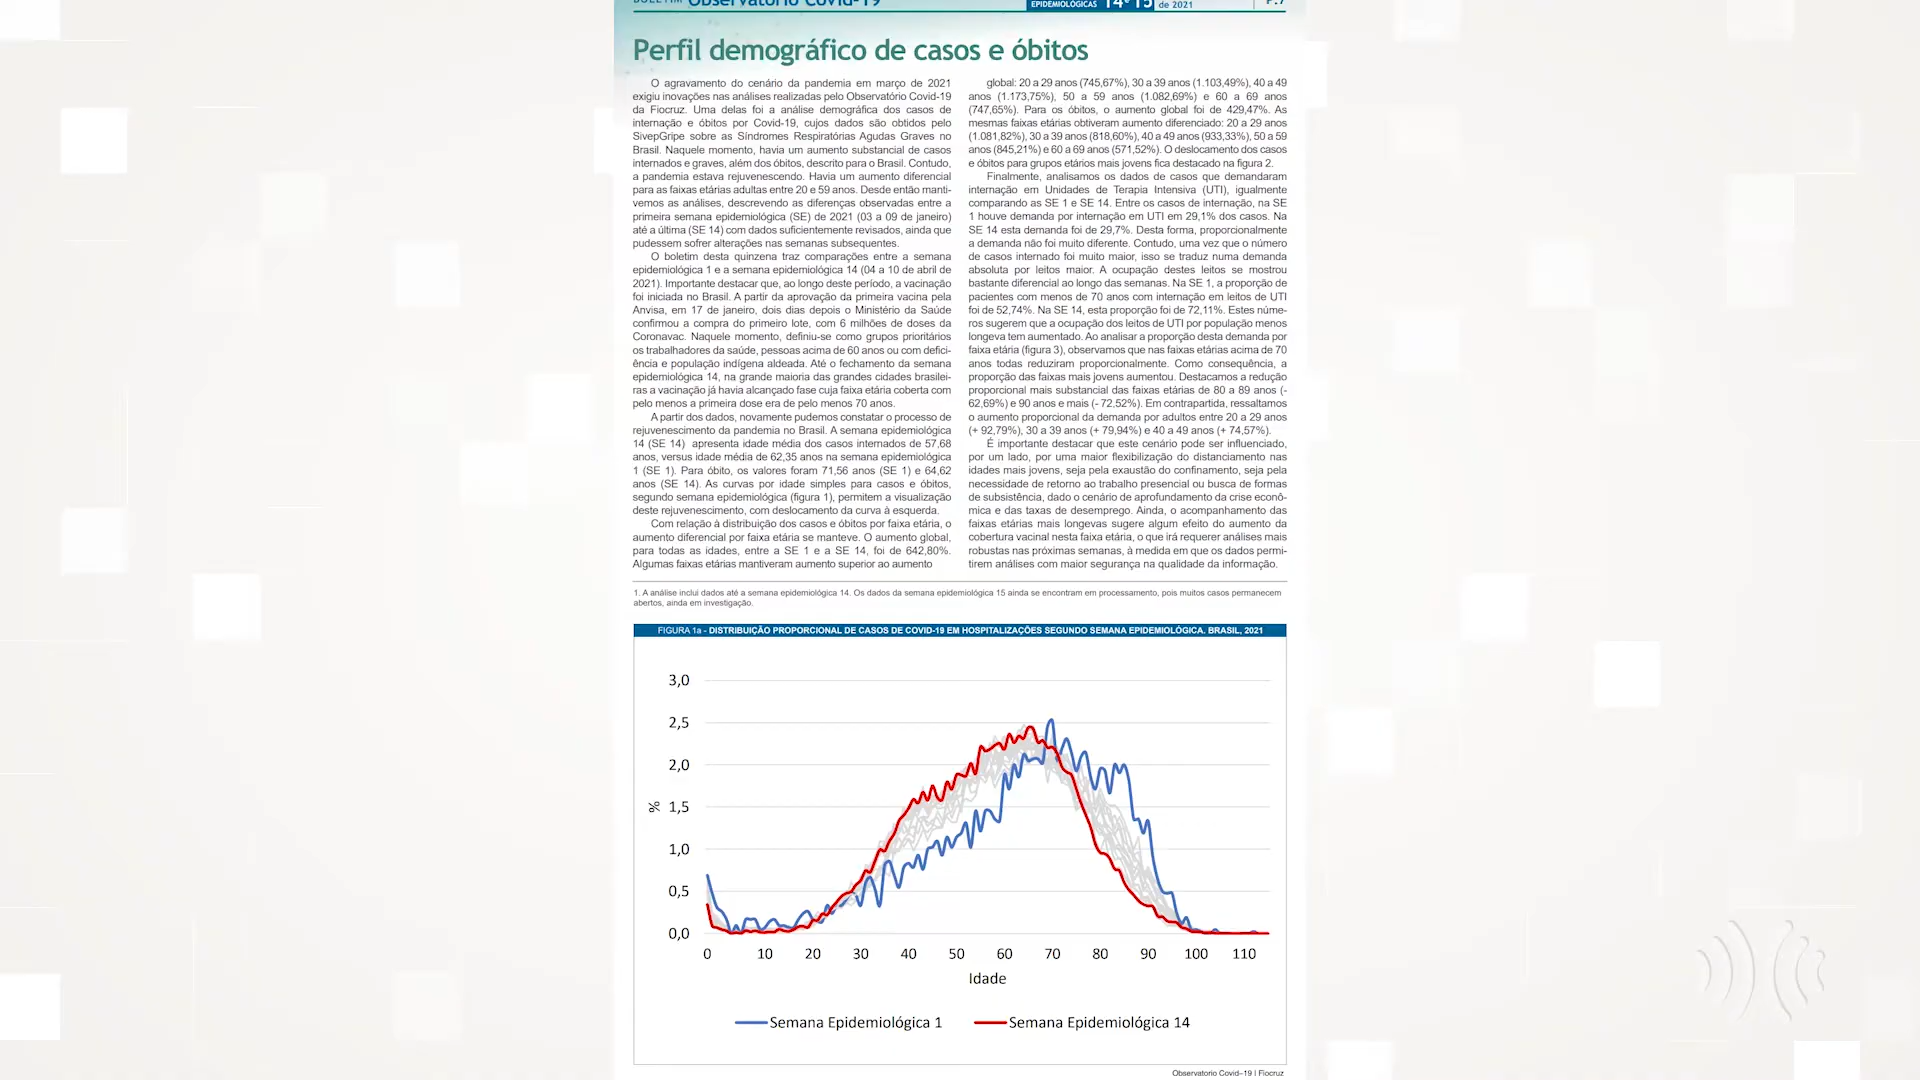 BOLETIM Observatório Covid-19
EPIDEMIOLÓGICAS 14 e 15 de 2021 P.7
Perfil demográfico de casos e óbitos
O agravamento do cenário da pandemia em março de 2021
exigiu inovações nas análises realizadas pelo Observatório Covid-19
da Fiocruz. Uma delas foi a análise demográfica dos casos de
internação e óbitos por Covid-19, cujos dados são obtidos pelo
SivepGripe sobre as Síndromes Respiratórias Agudas Graves no
Brasil. Naquele momento, havia um aumento substancial de casos
internados e graves, além dos óbitos, descrito para o Brasil. Contudo,
a pandemia estava rejuvenescendo. Havia um aumento diferencial
para as faixas etárias adultas entre 20 e 59 anos. Desde então manti-
vemos as análises, descrevendo as diferenças observadas entre a
primeira semana epidemiológica (SE) de 2021 (03 a 09 de janeiro)
até a última (SE 14) com dados suficientemente revisados, ainda que
pudessem sofrer alterações nas semanas subsequentes.
O boletim desta quinzena traz comparações entre a semana
epidemiológica 1 e a semana epidemiológica 14 (04 a 10 de abril de
2021). Importante destacar que, ao longo deste período, a vacinação
foi iniciada no Brasil. A partir da aprovação da primeira vacina pela
Anvisa, em 17 de janeiro, dois dias depois o Ministério da Saúde
confirmou a compra do primeiro lote, com 6 milhões de doses da
Coronavac. Naquele momento, definiu-se como grupos prioritários
os trabalhadores da saúde, pessoas acima de 60 anos ou com defici-
ência e população indígena aldeada. Até o fechamento da semana
epidemiológica 14, na grande maioria das grandes cidades brasilei-
ras a vacinação já havia alcançado fase cuja faixa etária coberta com
pelo menos a primeira dose era de pelo menos 70 anos.
A partir dos dados, novamente pudemos constatar o processo de
rejuvenescimento da pandemia no Brasil. A semana epidemiológica
14 (SE 14) apresenta idade média dos casos internados de 57,68
anos, versus idade média de 62,35 anos na semana epidemiológica
1 (SE 1). Para óbito, os valores foram 71,56 anos (SE 1) e 64,62
anos (SE 14). As curvas por idade simples para casos e óbitos,
segundo semana epidemiológica (figura 1), permitem a visualização
deste rejuvenescimento, com deslocamento da curva à esquerda.
Com relação à distribuição dos casos e óbitos por faixa etária, o
aumento diferencial por faixa etária se manteve. O aumento global,
para todas as idades, entre a SE 1 e a SE 14, foi de 642,80%.
Algumas faixas etárias mantiveram aumento superior ao aumento
global: 20 a 29 anos (745,67%), 30 a 39 anos (1.103,49%), 40 a 49
anos (1.173,75%), 50 a 59 anos (1.082,69%) e 60 a 69 anos
(747,65%). Para os óbitos, o aumento global foi de 429,47%. As
mesmas faixas etárias obtiveram aumento diferenciado: 20 a 29 anos
(1.081,82%), 30 a 39 anos (818,60%), 40 a 49 anos (933,33%), 50 a 59
anos (845,21%) e 60 a 69 anos (571,52%). O deslocamento dos casos
e óbitos para grupos etários mais jovens fica destacado na figura 2.
Finalmente, analisamos os dados de casos que demandaram
internação em Unidades de Terapia Intensiva (UTI), igualmente
comparando as SE 1 e SE 14. Entre os casos de internação, na SE
1 houve demanda por internação em UTI em 29,1% dos casos. Na
SE 14 esta demanda foi de 29,7%. Desta forma, proporcionalmente
a demanda não foi muito diferente. Contudo, uma vez que o número
de casos internado foi muito maior, isso se traduz numa demanda
absoluta por leitos maior. A ocupação destes leitos se mostrou
bastante diferencial ao longo das semanas. Na SE 1, a proporção de
pacientes com menos de 70 anos com internação em leitos de UTI
foi de 52,74%. Na SE 14, esta proporção foi de 72,11%. Estes núme-
ros sugerem que a ocupação dos leitos de UTI por população menos
longeva tem aumentado. Ao analisar a proporção desta demanda por
faixa etária (figura 3), observamos que nas faixas etárias acima de 70
anos todas reduziram proporcionalmente. Como consequência, a
proporção das faixas mais jovens aumentou. Destacamos a redução
proporcional mais substancial das faixas etárias de 80 a 89 anos (-
62,69%) e 90 anos e mais (- 72,52%). Em contrapartida, ressaltamos
o aumento proporcional da demanda por adultos entre 20 a 29 anos
(+ 92,79%), 30 a 39 anos (+ 79,94%) e 40 a 49 anos (+ 74,57%).
É importante destacar que este cenário pode ser influenciado,
por um lado, por uma maior flexibilização do distanciamento nas
idades mais jovens, seja pela exaustão do confinamento, seja pela
necessidade de retorno ao trabalho presencial ou busca de formas
de subsistência, dado o cenário de aprofundamento da crise econô-
mica e das taxas de desemprego. Ainda, o acompanhamento das
faixas etárias mais longevas sugere algum efeito do aumento da
cobertura vacinal nesta faixa etária, o que irá requerer análises mais
robustas nas próximas semanas, à medida em que os dados permi-
tirem análises com maior segurança na qualidade da informação.
1. A análise inclui dados até a semana epidemiológica 14. Os dados da semana epidemiológica 15 ainda se encontram em processamento, pois muitos casos permanecem
abertos, ainda em investigação.
FIGURA 1a - DISTRIBUIÇÃO PROPORCIONAL DE CASOS DE COVID-19 EM HOSPITALIZAÇÕES SEGUNDO SEMANA EPIDEMIOLÓGICA. BRASIL, 2021
3,0
2,5
2,0
% 1,5
1,0
0,5
0,0
0 10 20 30 40 50 60 70 80 90 100 110
Idade
Semana Epidemiológica 1 Semana Epidemiológica 14
Observatorio Covid-19 | Fiocruz